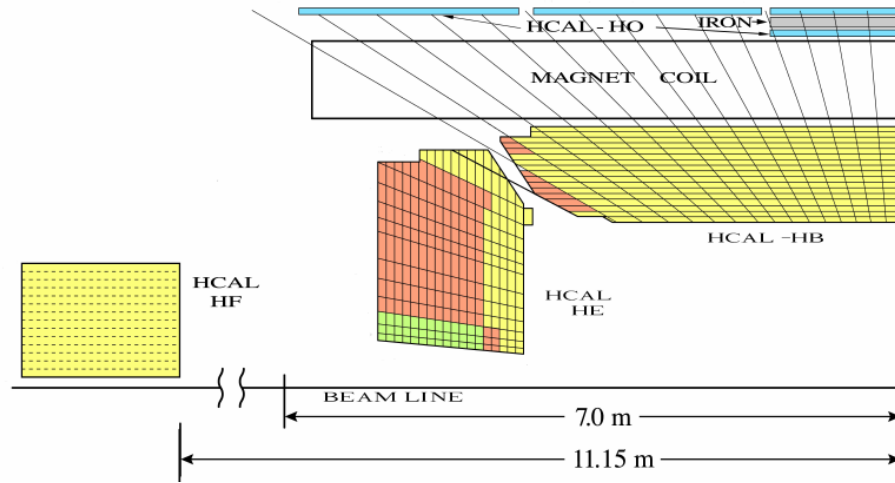 HCAL - HO
IRON
MAGNET COIL
HCAL -HB
HCAL
HF
HCAL
HE
BEAM LINE
7.0 m
11.15 m